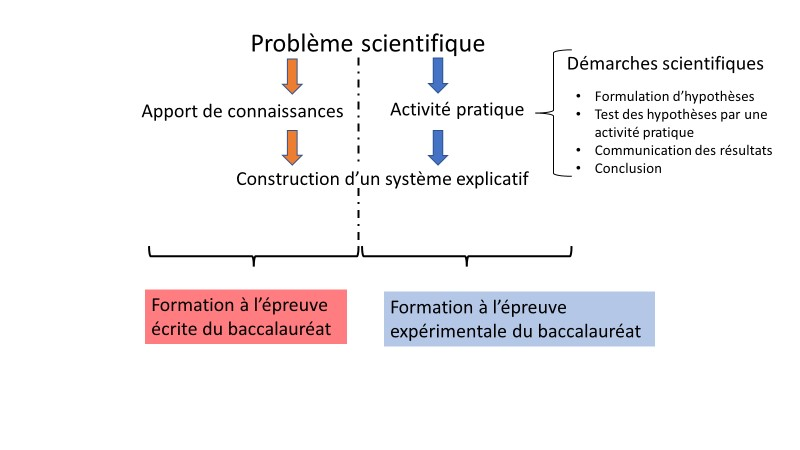 Problème scientifique
Démarches scientifiques
Apport de connaissances
Activité pratique
• Formulation d’hypothèses
• Test des hypothèses par une
activité pratique
• Communication des résultats
• Conclusion
Construction d’un système explicatif
Formation à l’épreuve
écrite du baccalauréat
Formation à l’épreuve
expérimentale du baccalauréat